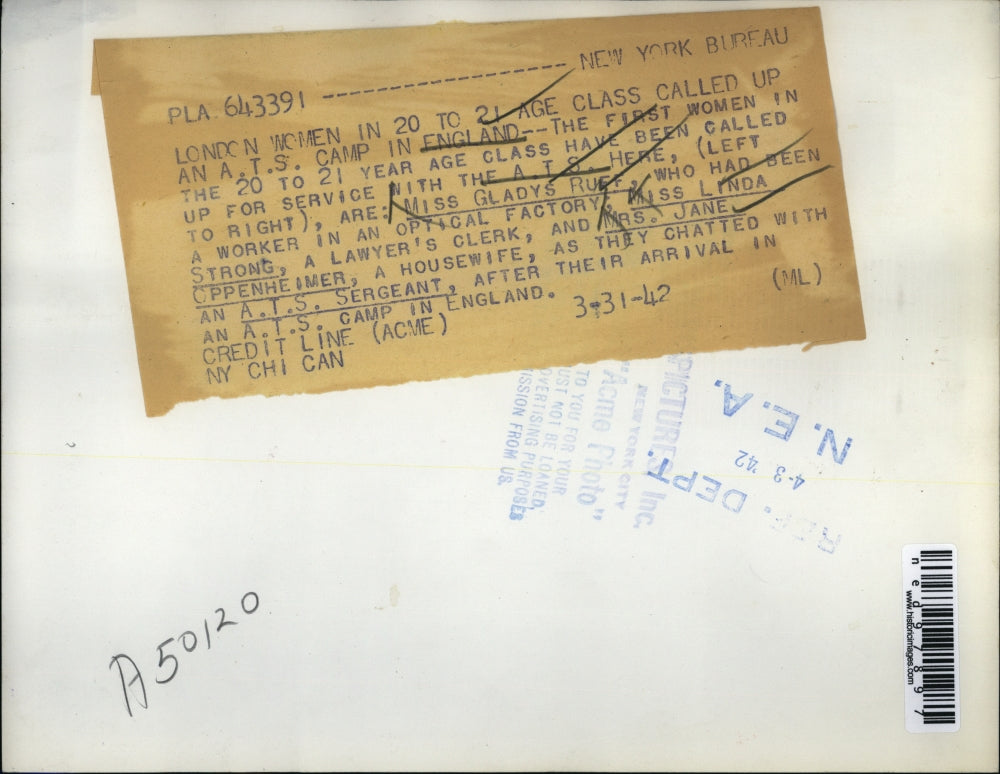 PLA 643391 ------------------- NEW YORK BUREAU
LONDON WOMEN IN 20 TO 21 AGE CLASS CALLED UP
AN A.T.S. CAMP IN ENGLAND--THE FIRST WOMEN IN
THE 20 TO 21 YEAR AGE CLASS HAVE BEEN CALLED
UP FOR SERVICE WITH THE A.T.S. HERE, (LEFT
TO RIGHT), ARE: MISS GLADYS RUFF, WHO HAD BEEN
A WORKER IN AN OPTICAL FACTORY, MISS LINDA
STRONG, A LAWYER'S CLERK, AND MRS. JANE
OPPENHEIMER, A HOUSEWIFE, AS THEY CHATTED WITH
AN A.T.S. SERGEANT, AFTER THEIR ARRIVAL IN
AN A.T.S. CAMP IN ENGLAND.
CREDIT LINE (ACME) 3-31-42 (ML)
NY CHI CAN
PICTURES Inc.
NEW YORK CITY
"Acme Photo"
TO YOU FOR YOUR
UST NOT BE LOANED,
VERTISING PURPOSES
ISSION FROM US.
DEPT.
4-3 '42
N.E.A.
A50120
ned97897
www.historicimages.com